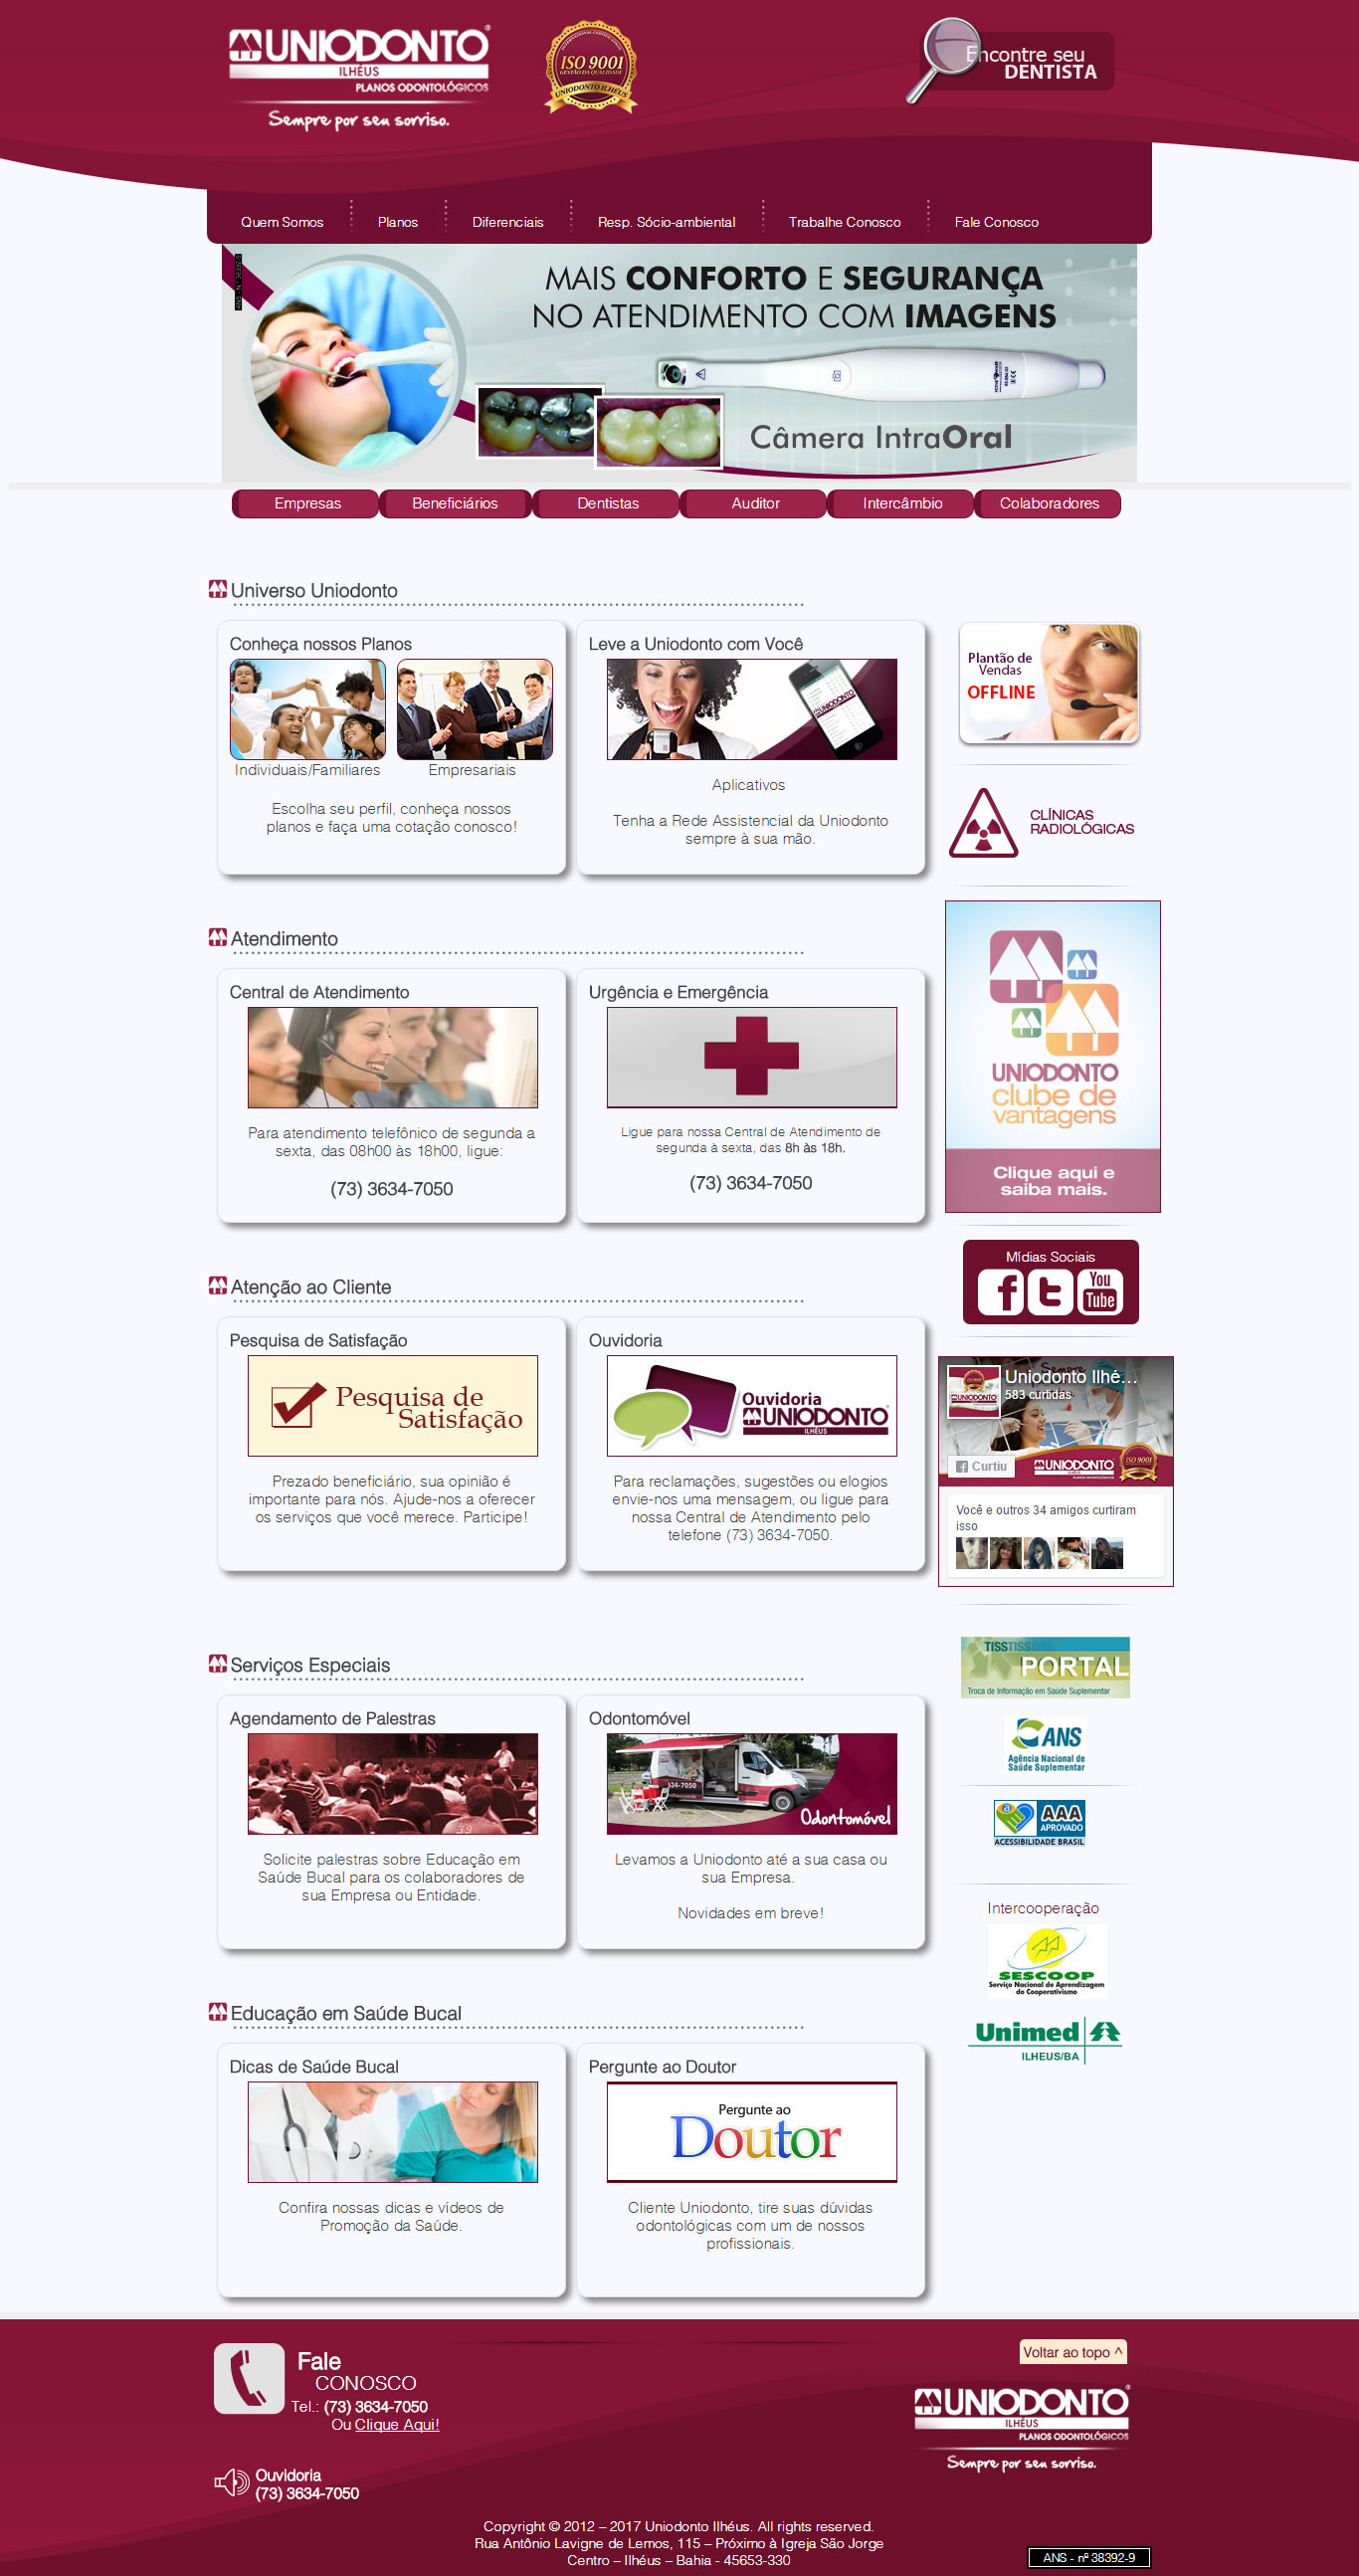 UNIODONTO
ILHÉUS
PLANOS ODONTOLÓGICOS
Sempre por seu sorriso.
ISO 9001
GESTÃO DA QUALIDADE
UNIODONTO ILHÉUS
Encontre seu
DENTISTA
Quem Somos
Planos
Diferenciais
Resp. Sócio-ambiental
Trabalhe Conosco
Fale Conosco
MAIS CONFORTO E SEGURANÇA
NO ATENDIMENTO COM IMAGENS
Câmera IntraOral
Empresas
Beneficiários
Dentistas
Auditor
Intercâmbio
Colaboradores
Universo Uniodonto
Conheça nossos Planos
Individuais/Familiares
Empresariais
Escolha seu perfil, conheça nossos
planos e faça uma cotação conosco!
Leve a Uniodonto com Você
UNIODONTO
Aplicativos
Tenha a Rede Assistencial da Uniodonto
sempre à sua mão.
Plantão de
Vendas
OFFLINE
CLÍNICAS
RADIOLÓGICAS
Atendimento
Central de Atendimento
Para atendimento telefônico de segunda a
sexta, das 08h00 às 18h00, ligue:
(73) 3634-7050
Urgência e Emergência
Ligue para nossa Central de Atendimento de
segunda à sexta, das 8h às 18h.
(73) 3634-7050
UNIODONTO
clube de
vantagens
Clique aqui e
saiba mais.
Mídias Sociais
You
Tube
Atenção ao Cliente
Pesquisa de Satisfação
Pesquisa de
Satisfação
Prezado beneficiário, sua opinião é
importante para nós. Ajude-nos a oferecer
os serviços que você merece. Participe!
Ouvidoria
Ouvidoria
UNIODONTO
ILHÉUS
Para reclamações, sugestões ou elogios
envie-nos uma mensagem, ou ligue para
nossa Central de Atendimento pelo
telefone (73) 3634-7050.
Sempre
Uniodonto Ilhé...
583 curtidas
UNIODONTO
Curtiu
UNIODONTO
ISO 9001
Você e outros 34 amigos curtiram
isso
Serviços Especiais
Agendamento de Palestras
Solicite palestras sobre Educação em
Saúde Bucal para os colaboradores de
sua Empresa ou Entidade.
Odontomóvel
634-7050
Odontomóvel
Levamos a Uniodonto até a sua casa ou
sua Empresa.
Novidades em breve!
TISS TISS TISS
PORTAL
Troca de Informação em Saúde Suplementar
ANS
Agência Nacional de
Saúde Suplementar
AAA
APROVADO
ACESSIBILIDADE BRASIL
Intercooperação
SESCOOP
Serviço Nacional de Aprendizagem
do Cooperativismo
Unimed
ILHEUS/BA
Educação em Saúde Bucal
Dicas de Saúde Bucal
Confira nossas dicas e vídeos de
Promoção da Saúde.
Pergunte ao Doutor
Pergunte ao
Doutor
Cliente Uniodonto, tire suas dúvidas
odontológicas com um de nossos
profissionais.
Fale
CONOSCO
Tel.: (73) 3634-7050
Ou Clique Aqui!
Ouvidoria
(73) 3634-7050
Voltar ao topo ^
UNIODONTO
ILHÉUS
PLANOS ODONTOLÓGICOS
Sempre por seu sorriso.
Copyright © 2012 – 2017 Uniodonto Ilhéus. All rights reserved.
Rua Antônio Lavigne de Lemos, 115 – Próximo à Igreja São Jorge
Centro – Ilhéus – Bahia - 45653-330
ANS - nº 38392-9